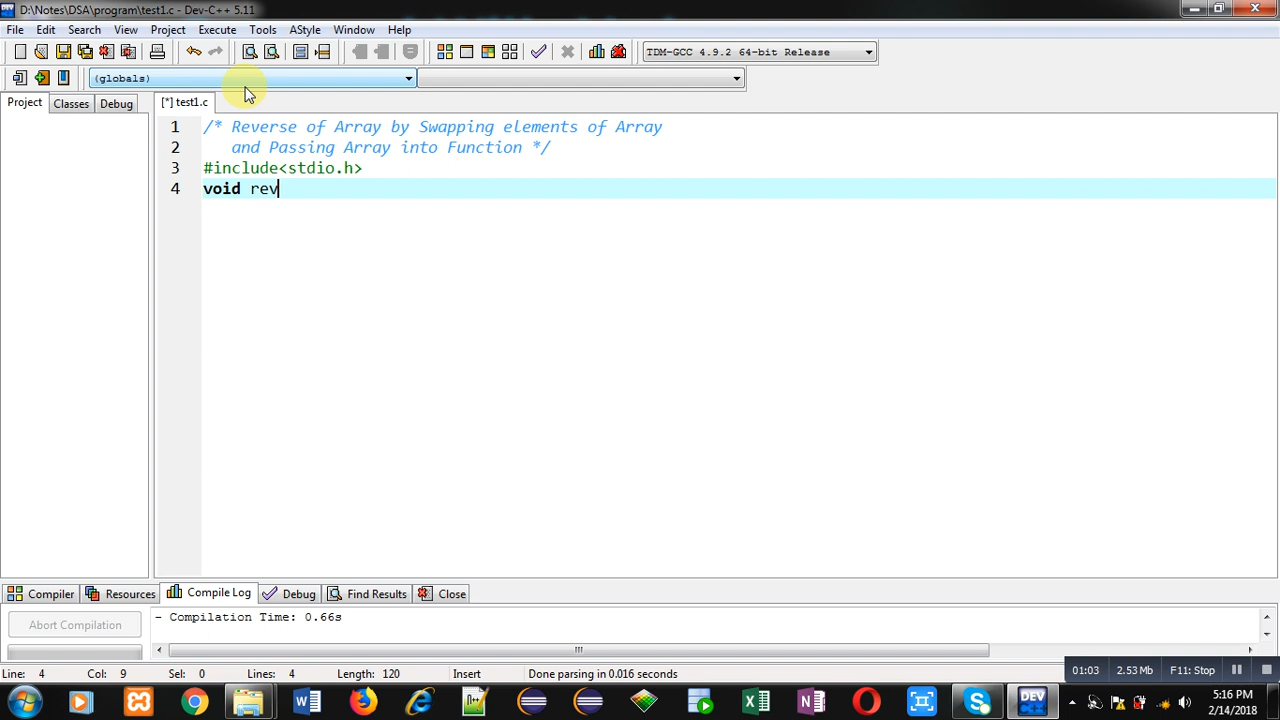 D:\Notes\DSA\program\test1.c - Dev-C++ 5.11
File Edit Search View Project Execute Tools AStyle Window Help
TDM-GCC 4.9.2 64-bit Release
(globals)
Project Classes Debug [*] test1.c
1 /* Reverse of Array by Swapping elements of Array
2 and Passing Array into Function */
3 #include<stdio.h>
4 void rev
Compiler Resources Compile Log Debug Find Results Close
Abort Compilation
- Compilation Time: 0.66s
Line: 4 Col: 9 Sel: 0 Lines: 4 Length: 120 Insert Done parsing in 0.016 seconds
01:03 2.53 Mb F11: Stop
DEV
5:16 PM
2/14/2018